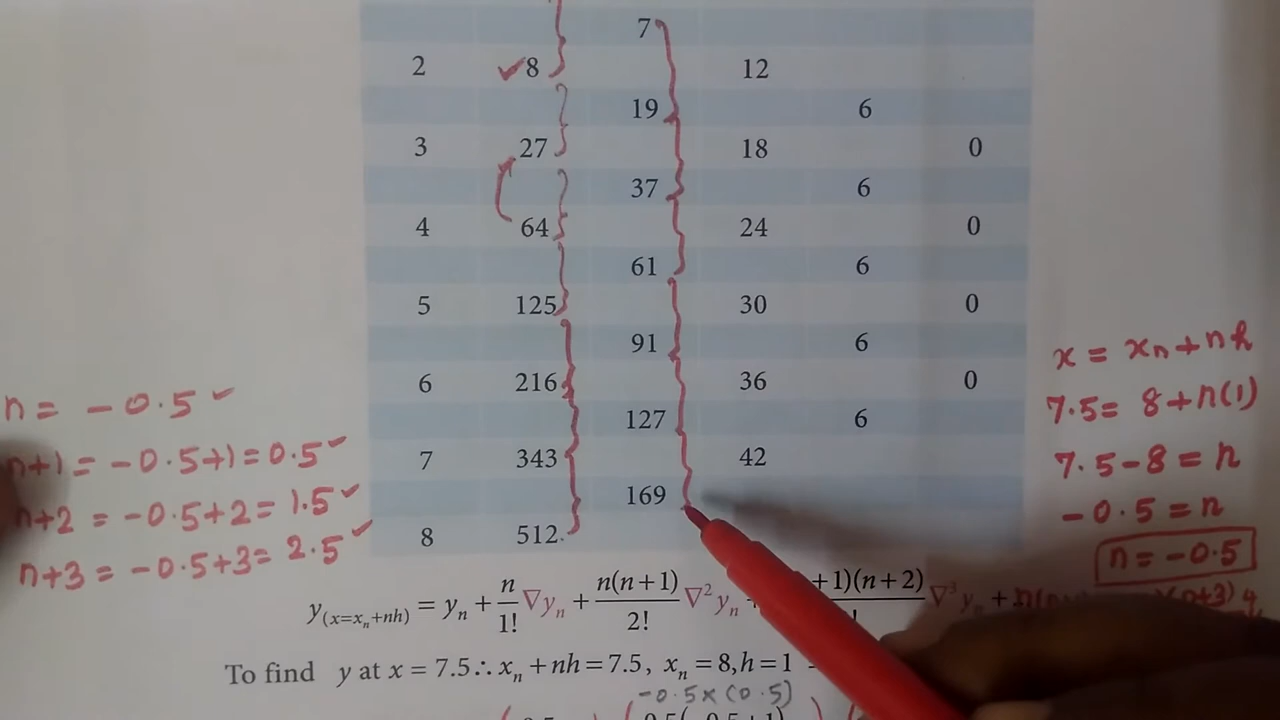 7
2 8 12
19 6
3 27 18 0
37 6
4 64 24 0
61 6
5 125 30 0
91 6
6 216 36 0
127 6
7 343 42
169
8 512
n = -0.5
n+1 = -0.5+1 = 0.5
n+2 = -0.5+2 = 1.5
n+3 = -0.5+3 = 2.5
x = xn + nh
7.5 = 8 + n(1)
7.5-8 = n
-0.5 = n
n = -0.5
y(x=xn+nh) = yn + n/1! ∇yn + n(n+1)/2! ∇²yn + +1)(n+2) ∇³yn +
To find y at x = 7.5 ∴ xn + nh = 7.5, xn = 8, h = 1
-0.5×(0.5)